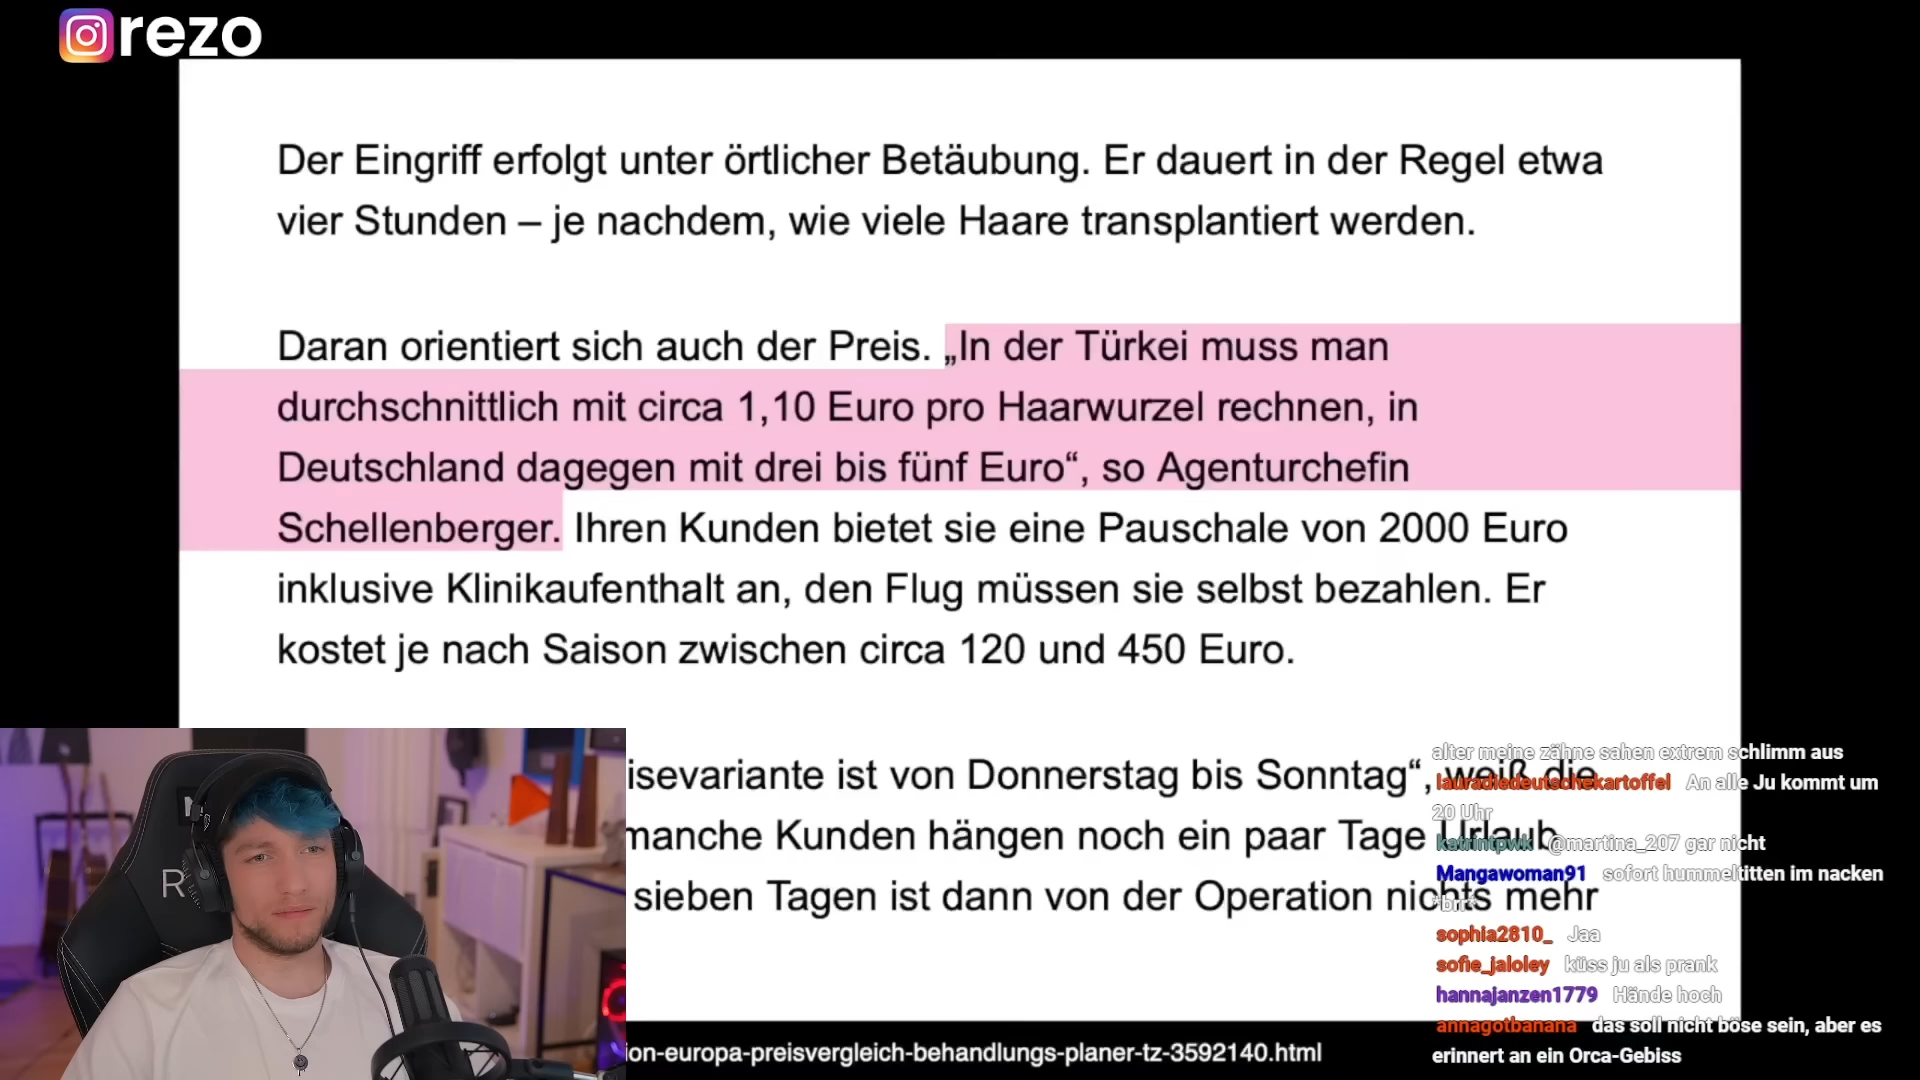 rezo
Der Eingriff erfolgt unter örtlicher Betäubung. Er dauert in der Regel etwa
vier Stunden – je nachdem, wie viele Haare transplantiert werden.
Daran orientiert sich auch der Preis. „In der Türkei muss man
durchschnittlich mit circa 1,10 Euro pro Haarwurzel rechnen, in
Deutschland dagegen mit drei bis fünf Euro“, so Agenturchefin
Schellenberger. Ihren Kunden bietet sie eine Pauschale von 2000 Euro
inklusive Klinikaufenthalt an, den Flug müssen sie selbst bezahlen. Er
kostet je nach Saison zwischen circa 120 und 450 Euro.
isevariante ist von Donnerstag bis Sonntag“, weiß die
manche Kunden hängen noch ein paar Tage Urlaub
sieben Tagen ist dann von der Operation nichts mehr
ion-europa-preisvergleich-behandlungs-planer-tz-3592140.html
alter meine zähne sahen extrem schlimm aus
lauradiedeutschekartoffel An alle Ju kommt um
20 Uhr
katrintpwk @martina_207 gar nicht
Mangawoman91 sofort hummeltitten im nacken
*brr*
sophia2810_ Jaa
sofie_jaloley küss ju als prank
hannajanzen1779 Hände hoch
annagotbanana das soll nicht böse sein, aber es
erinnert an ein Orca-Gebiss
R